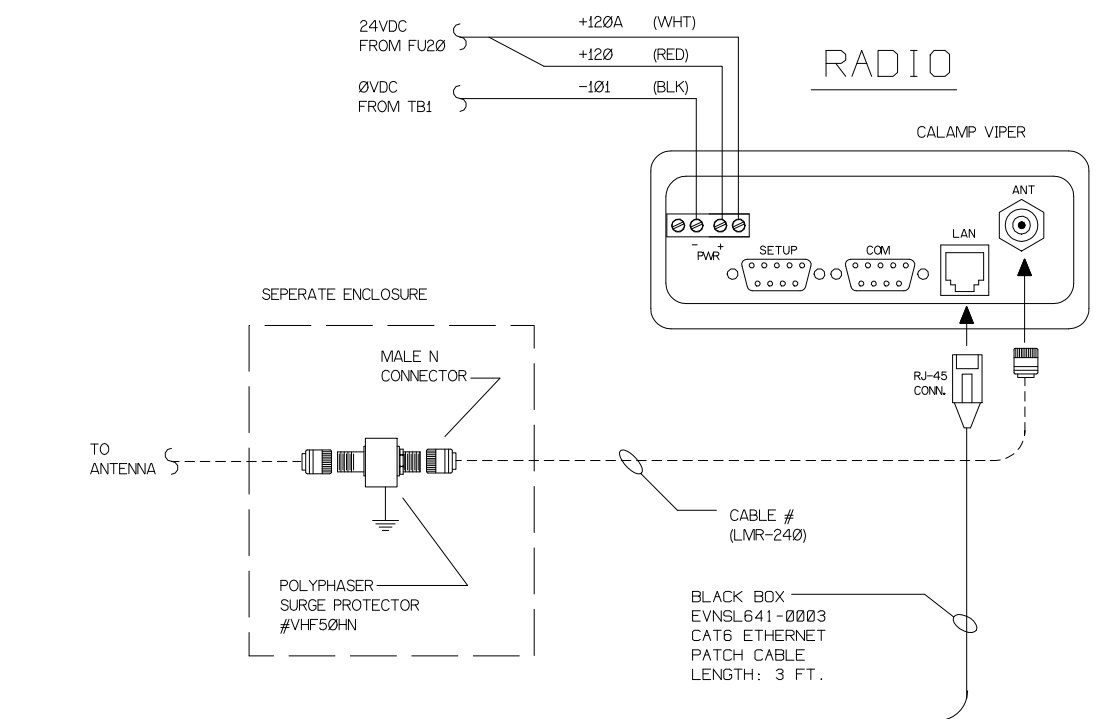 24VDC
FROM FU2Ø
+12ØA (WHT)
+12Ø (RED)
ØVDC
FROM TB1
-1Ø1 (BLK)
RADIO
CALAMP VIPER
ANT
LAN
- PWR +
SETUP
COM
SEPERATE ENCLOSURE
MALE N
CONNECTOR
RJ-45
CONN.
TO
ANTENNA
CABLE #
(LMR-24Ø)
POLYPHASER
SURGE PROTECTOR
#VHF5ØHN
BLACK BOX
EVNSL641-ØØØ3
CAT6 ETHERNET
PATCH CABLE
LENGTH: 3 FT.